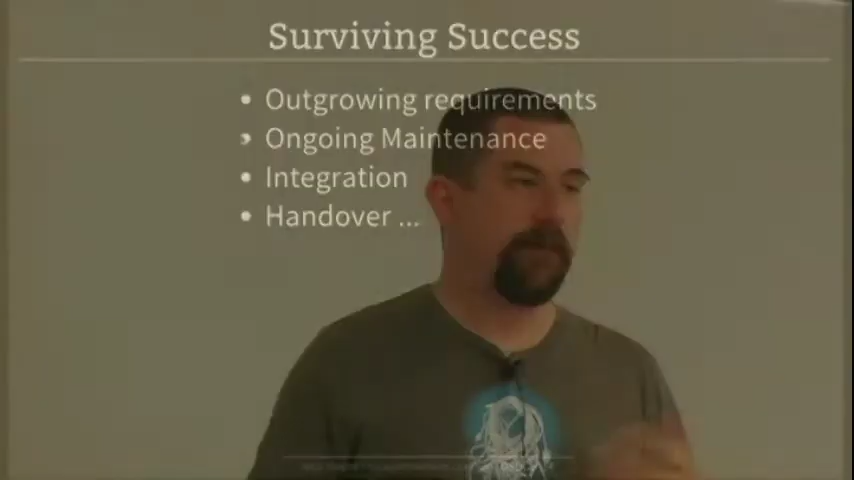 Surviving Success
Outgrowing requirements
Ongoing Maintenance
Integration
Handover ...